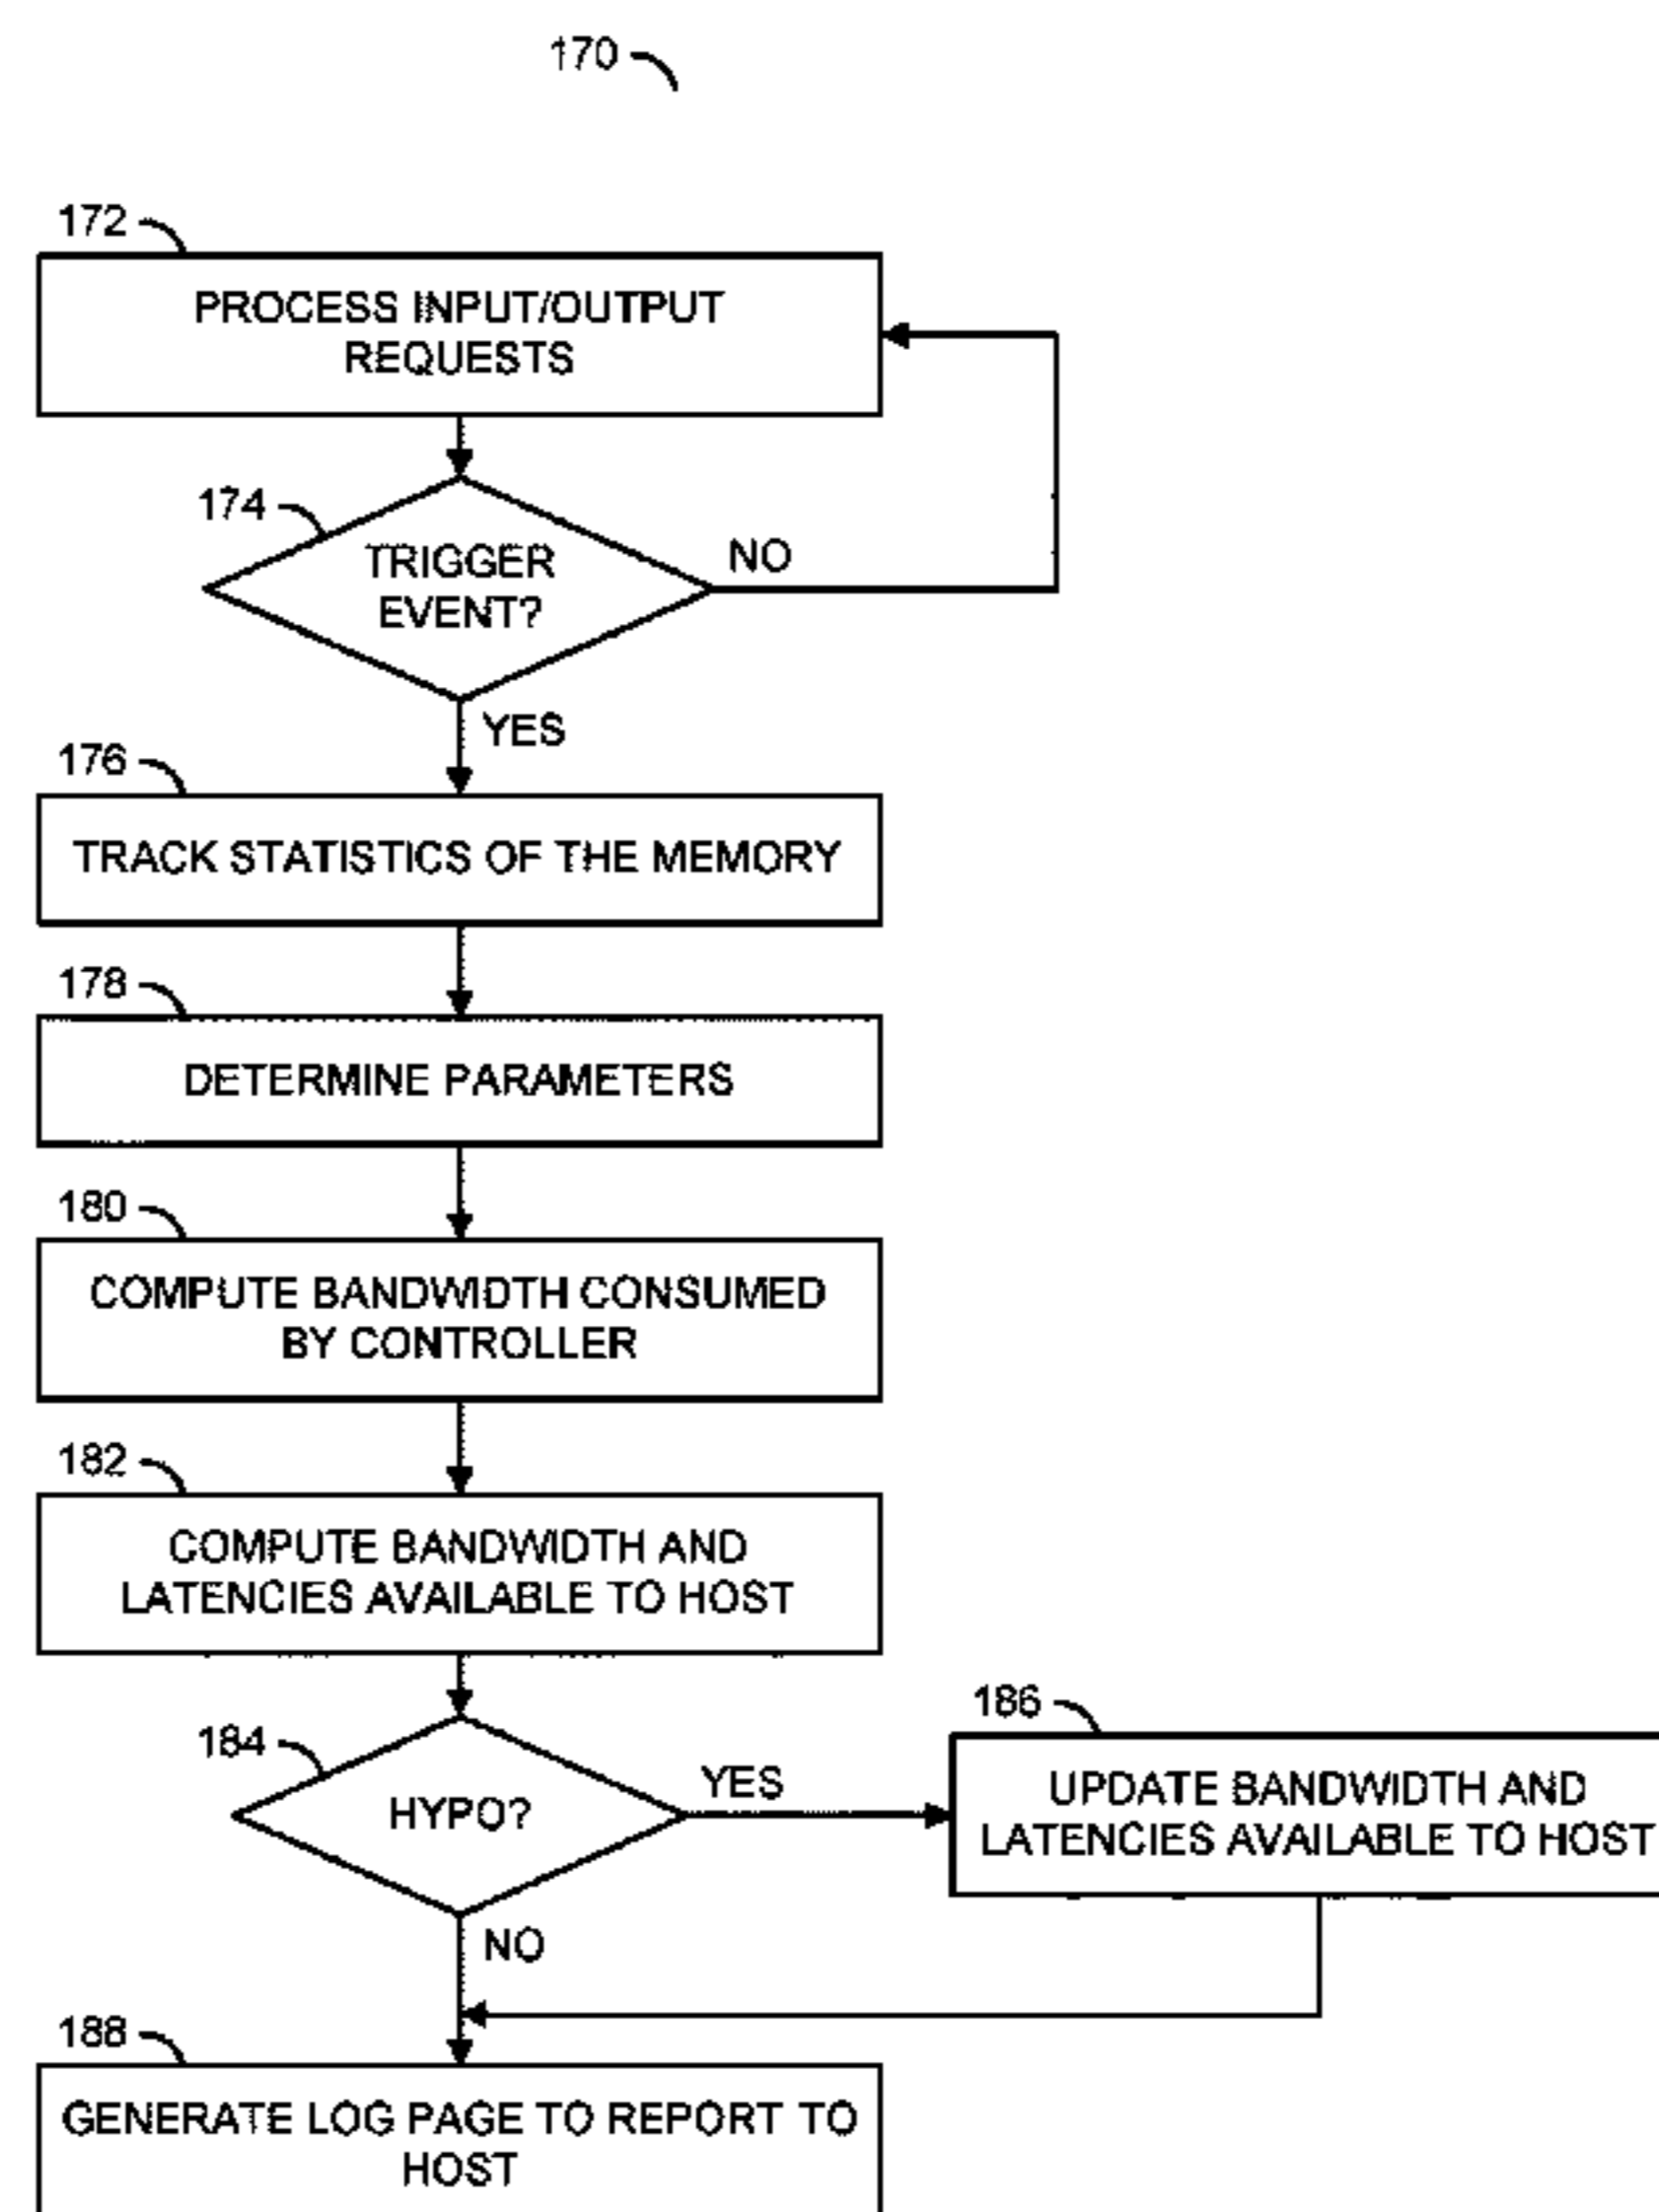 170
172
PROCESS INPUT/OUTPUT
REQUESTS
174
TRIGGER
EVENT?
NO
YES
176
TRACK STATISTICS OF THE MEMORY
178
DETERMINE PARAMETERS
180
COMPUTE BANDWIDTH CONSUMED
BY CONTROLLER
182
COMPUTE BANDWIDTH AND
LATENCIES AVAILABLE TO HOST
184
HYPO?
YES
186
UPDATE BANDWIDTH AND
LATENCIES AVAILABLE TO HOST
NO
188
GENERATE LOG PAGE TO REPORT TO
HOST